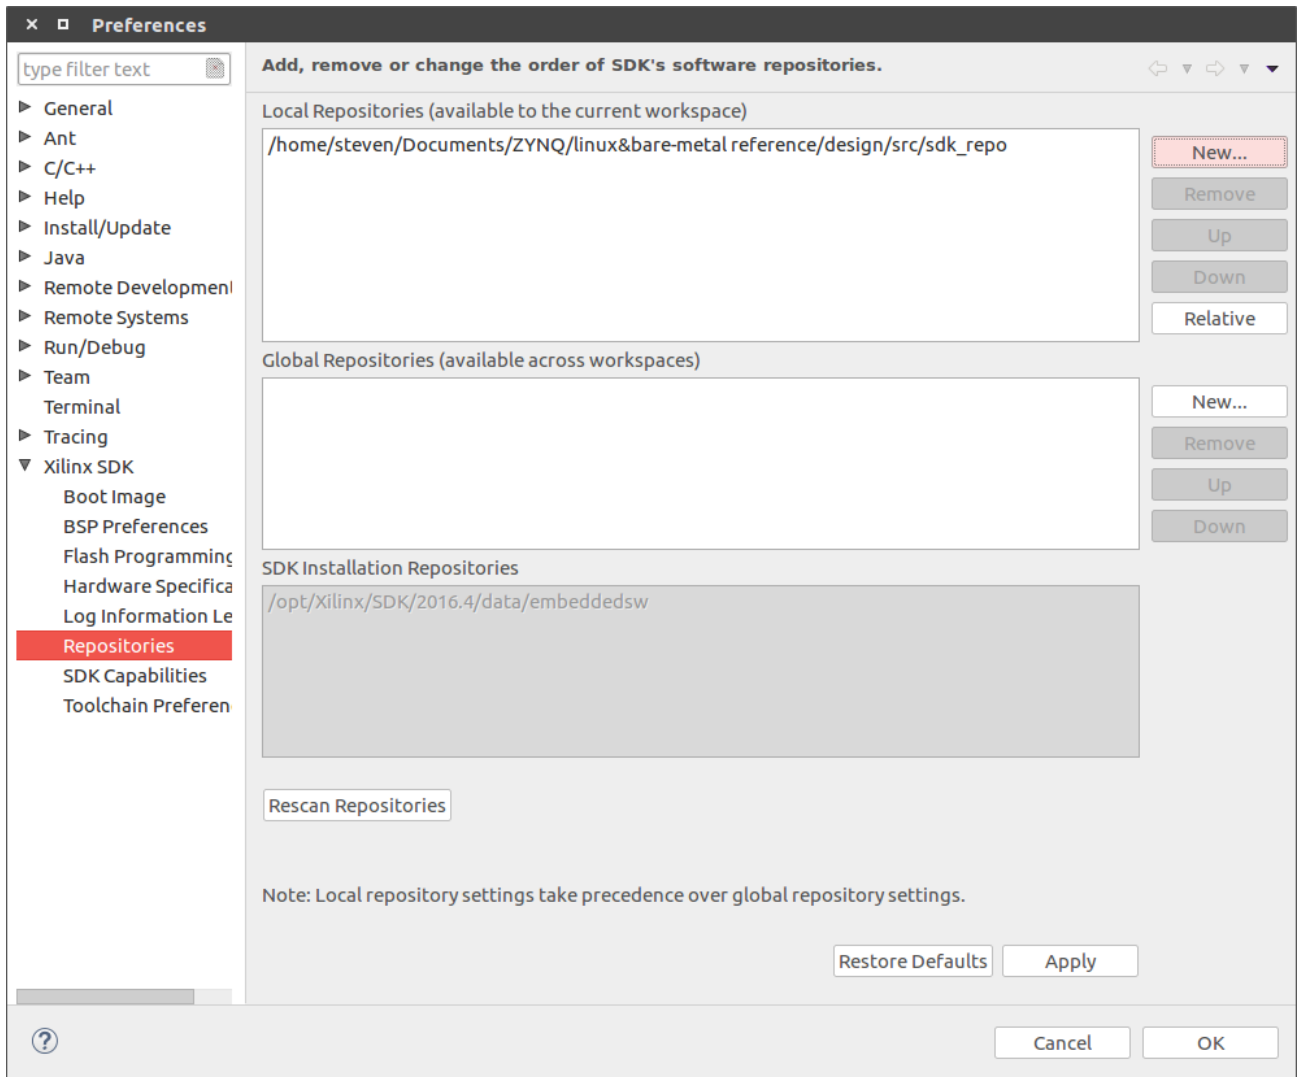 Preferences
type filter text
General
Ant
C/C++
Help
Install/Update
Java
Remote Development
Remote Systems
Run/Debug
Team
Terminal
Tracing
Xilinx SDK
Boot Image
BSP Preferences
Flash Programming
Hardware Specifica
Log Information Le
Repositories
SDK Capabilities
Toolchain Preferen
Add, remove or change the order of SDK's software repositories.
Local Repositories (available to the current workspace)
/home/steven/Documents/ZYNQ/linux&bare-metal reference/design/src/sdk_repo
New...
Remove
Up
Down
Relative
Global Repositories (available across workspaces)
New...
Remove
Up
Down
SDK Installation Repositories
/opt/Xilinx/SDK/2016.4/data/embeddedsw
Rescan Repositories
Note: Local repository settings take precedence over global repository settings.
Restore Defaults
Apply
?
Cancel
OK